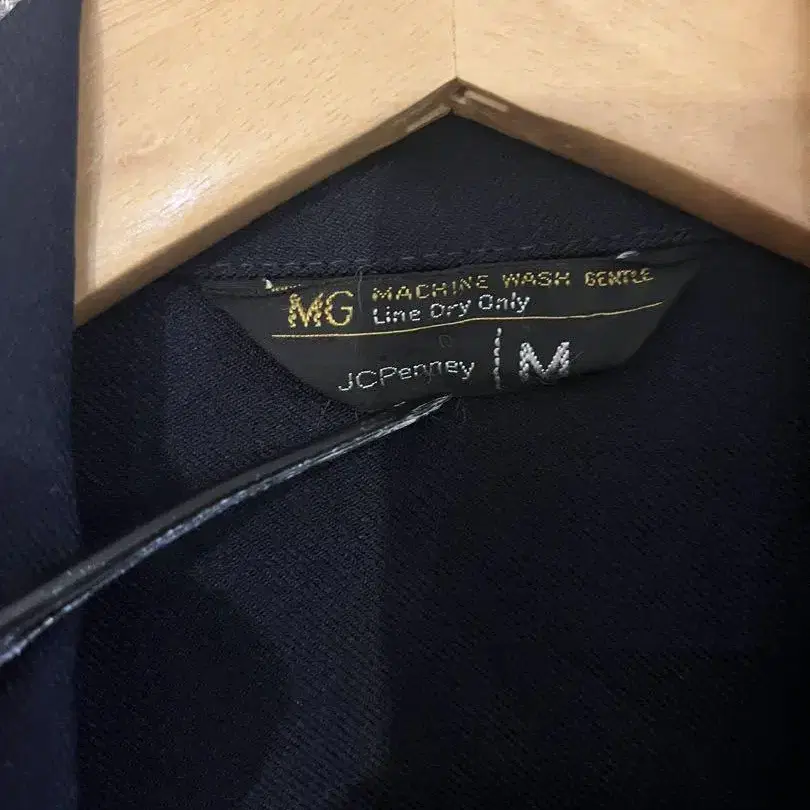 MG MACHINE WASH GENTLE
Line Dry Only
JCPenney M